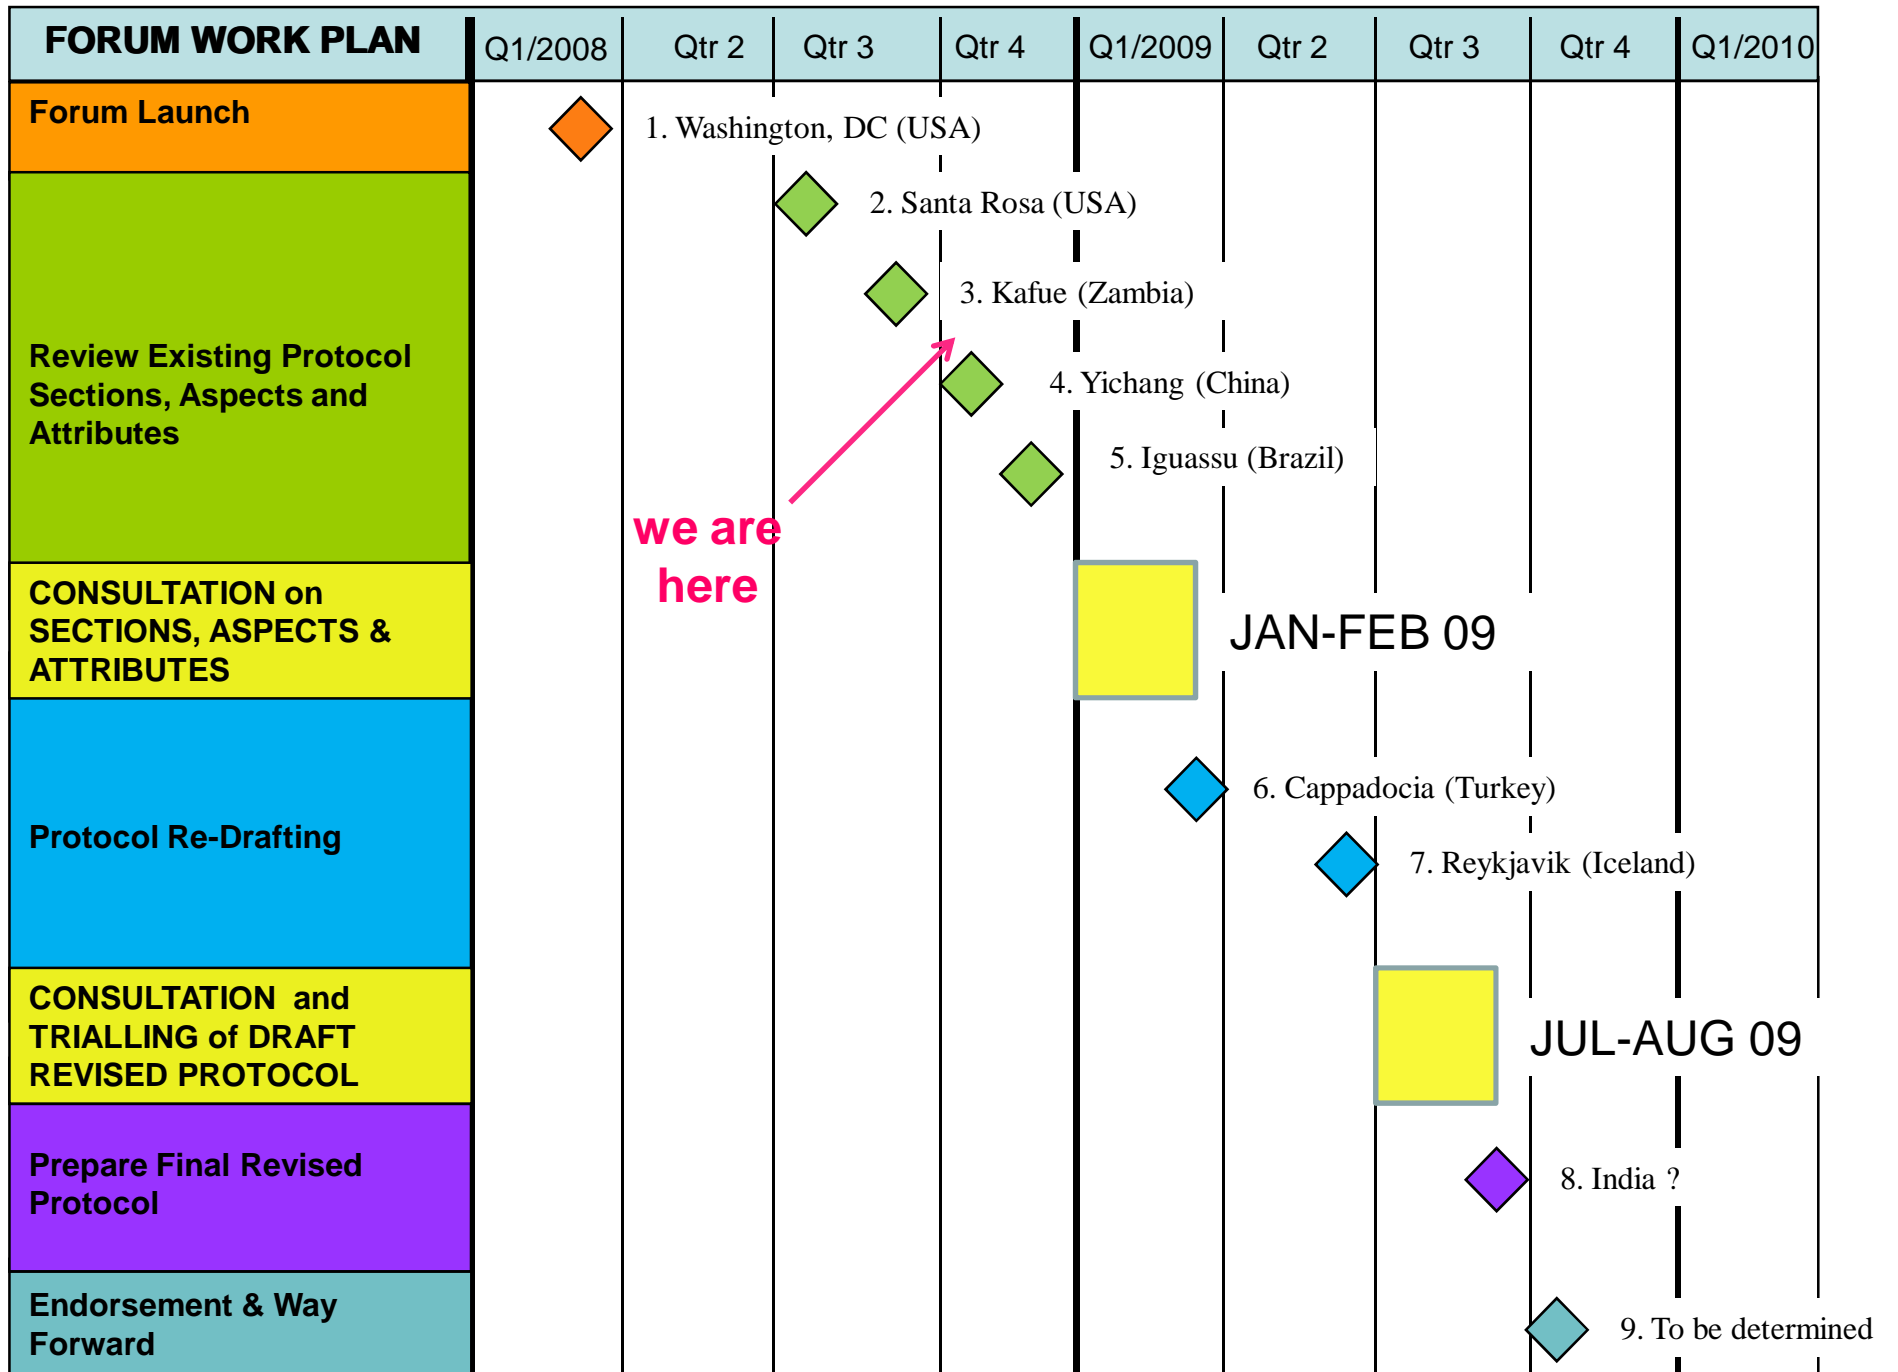 FORUM WORK PLAN
Q1/2008
Qtr 2
Qtr 3
Qtr 4
Q1/2009
Qtr 2
Qtr 3
Qtr 4
Q1/2010
Forum Launch
1. Washington, DC (USA)
2. Santa Rosa (USA)
3. Kafue (Zambia)
Review Existing Protocol
Sections, Aspects and
Attributes
4. Yichang (China)
5. Iguassu (Brazil)
we are
here
CONSULTATION on
SECTIONS, ASPECTS &
ATTRIBUTES
JAN-FEB 09
Protocol Re-Drafting
6. Cappadocia (Turkey)
7. Reykjavik (Iceland)
CONSULTATION and
TRIALLING of DRAFT
REVISED PROTOCOL
JUL-AUG 09
Prepare Final Revised
Protocol
8. India ?
Endorsement & Way
Forward
9. To be determined